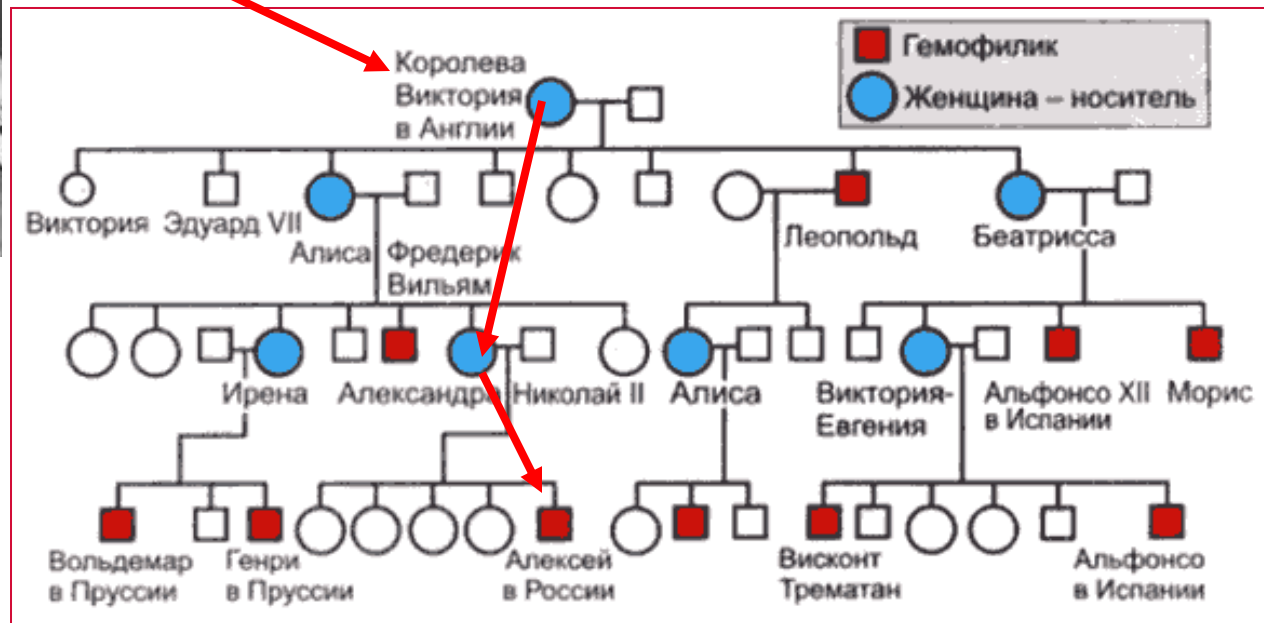 Королева
Виктория
в Англии
Гемофилик
Женщина – носитель
Виктория
Эдуард VII
Алиса
Фредерик
Вильям
Леопольд
Беатрисса
Ирена
Александра
Николай II
Алиса
Виктория-
Евгения
Альфонсо XII
в Испании
Морис
Вольдемар
в Пруссии
Генри
в Пруссии
Алексей
в России
Висконт
Трематан
Альфонсо
в Испании